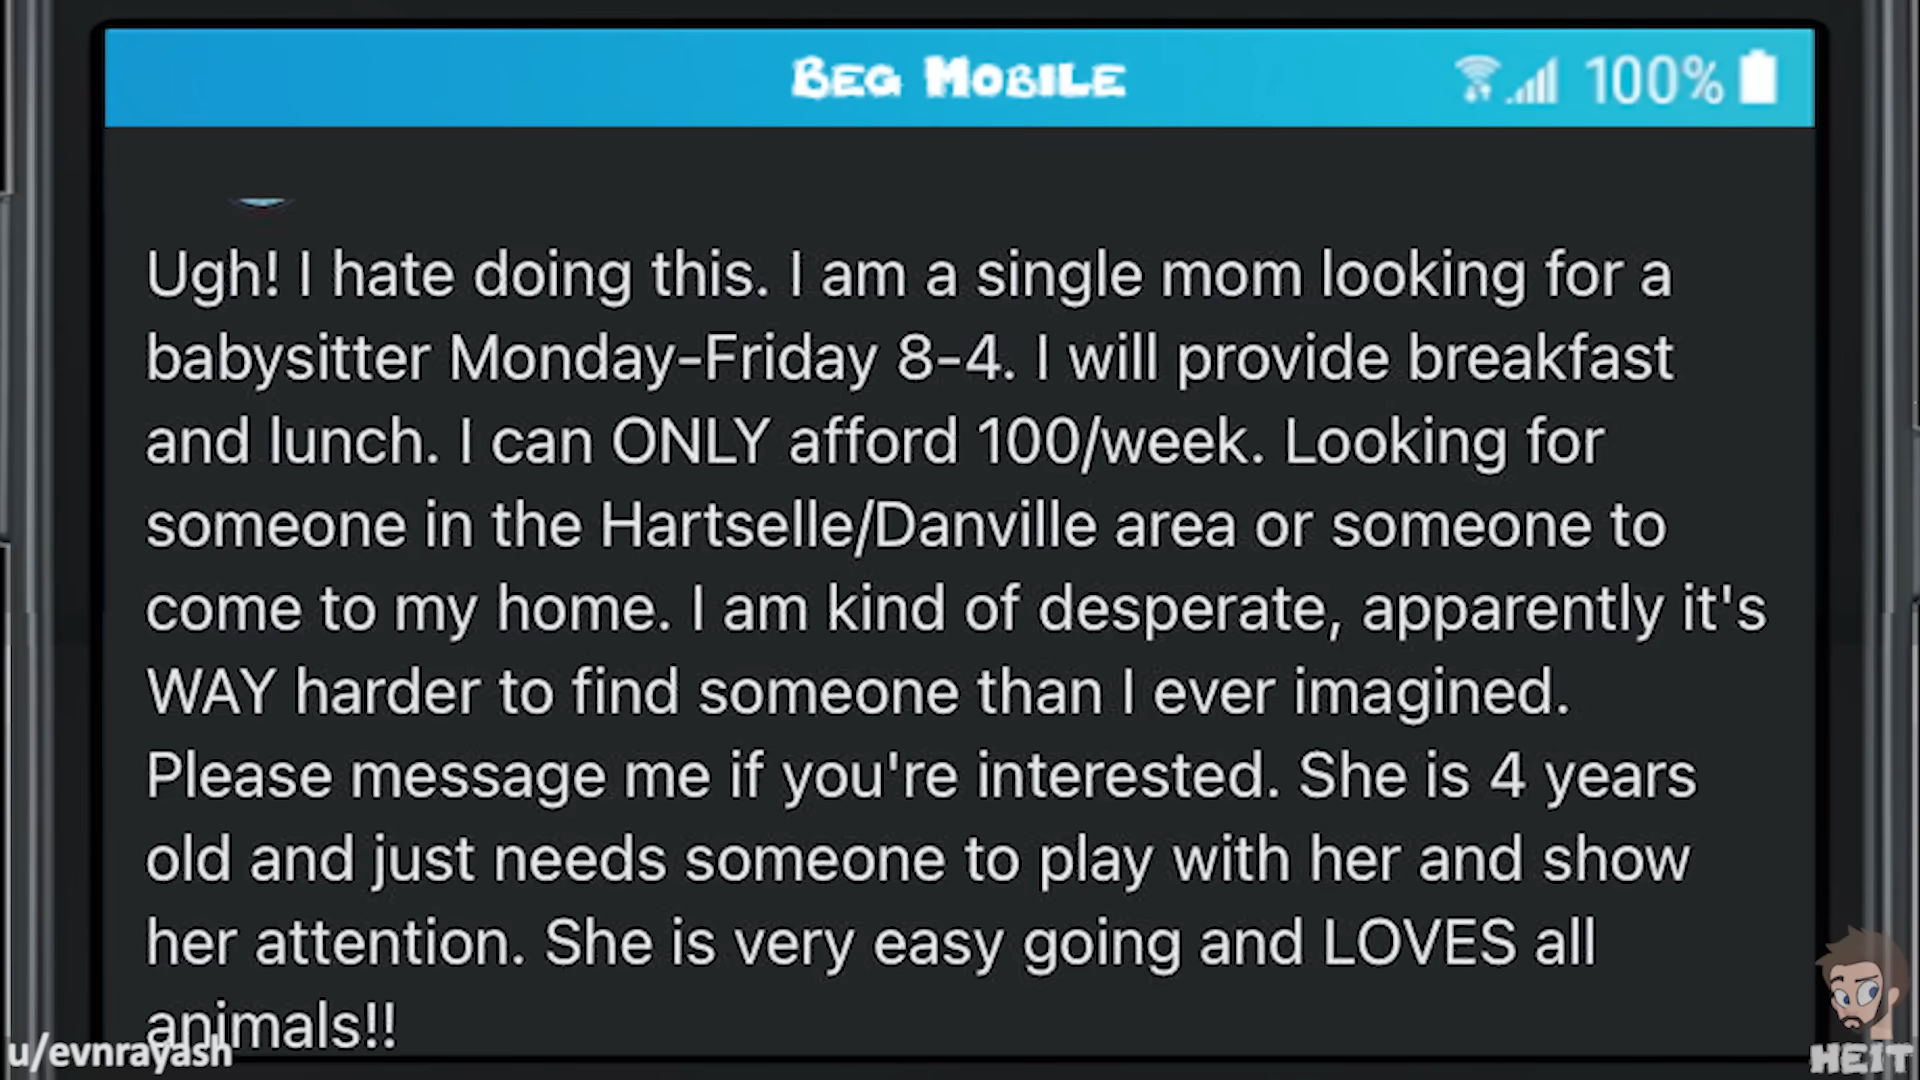 Beg Mobile 100%
Ugh! I hate doing this. I am a single mom looking for a
babysitter Monday-Friday 8-4. I will provide breakfast
and lunch. I can ONLY afford 100/week. Looking for
someone in the Hartselle/Danville area or someone to
come to my home. I am kind of desperate, apparently it's
WAY harder to find someone than I ever imagined.
Please message me if you're interested. She is 4 years
old and just needs someone to play with her and show
her attention. She is very easy going and LOVES all
animals!!
u/evnrayash
HEIT